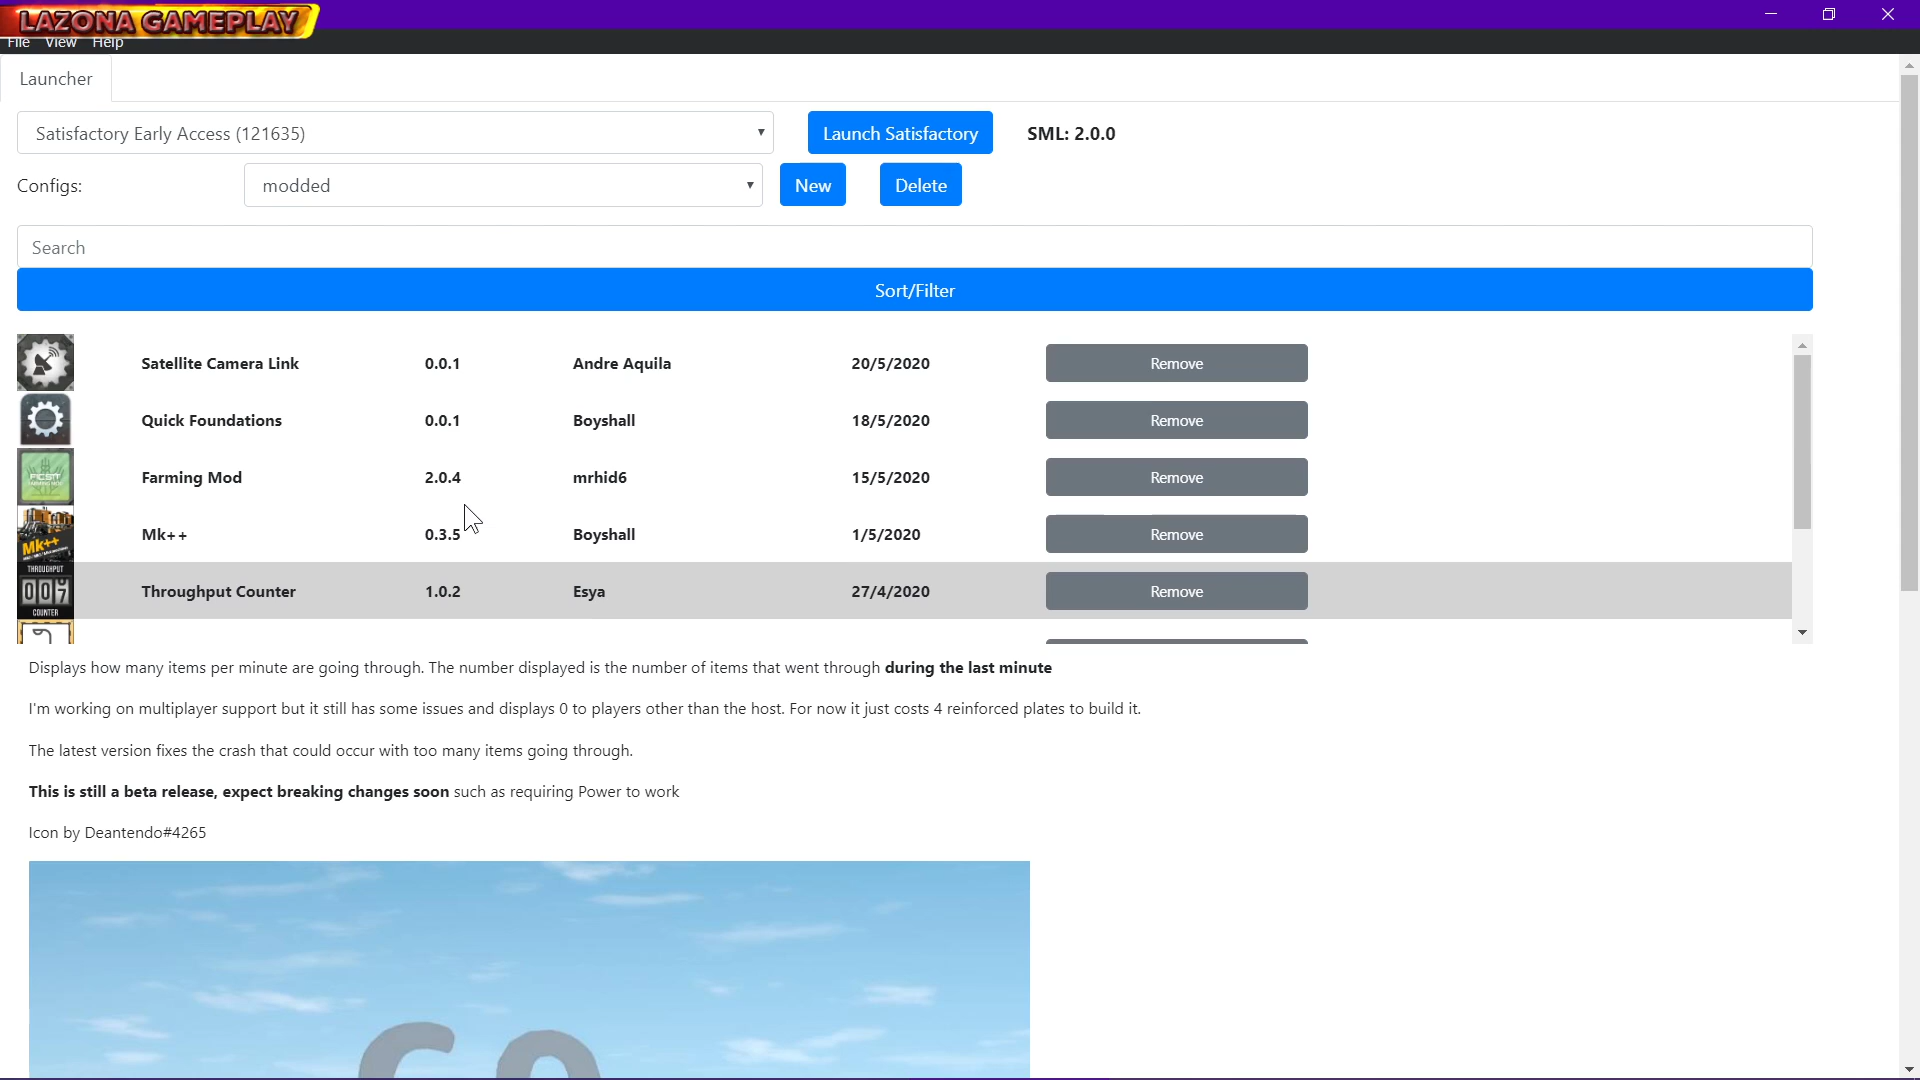 LAZONA GAMEPLAY
File View Help
Launcher
Satisfactory Early Access (121635) Launch Satisfactory SML: 2.0.0
Configs: modded New Delete
Search
Sort/Filter
Satellite Camera Link 0.0.1 Andre Aquila 20/5/2020 Remove
Quick Foundations 0.0.1 Boyshall 18/5/2020 Remove
FICSIT
FARMING MOD
Farming Mod 2.0.4 mrhid6 15/5/2020 Remove
Mk++
Mk++ 0.3.5 Boyshall 1/5/2020 Remove
THROUGHPUT
007
COUNTER
Throughput Counter 1.0.2 Esya 27/4/2020 Remove
Displays how many items per minute are going through. The number displayed is the number of items that went through during the last minute
I'm working on multiplayer support but it still has some issues and displays 0 to players other than the host. For now it just costs 4 reinforced plates to build it.
The latest version fixes the crash that could occur with too many items going through.
This is still a beta release, expect breaking changes soon such as requiring Power to work
Icon by Deantendo#4265